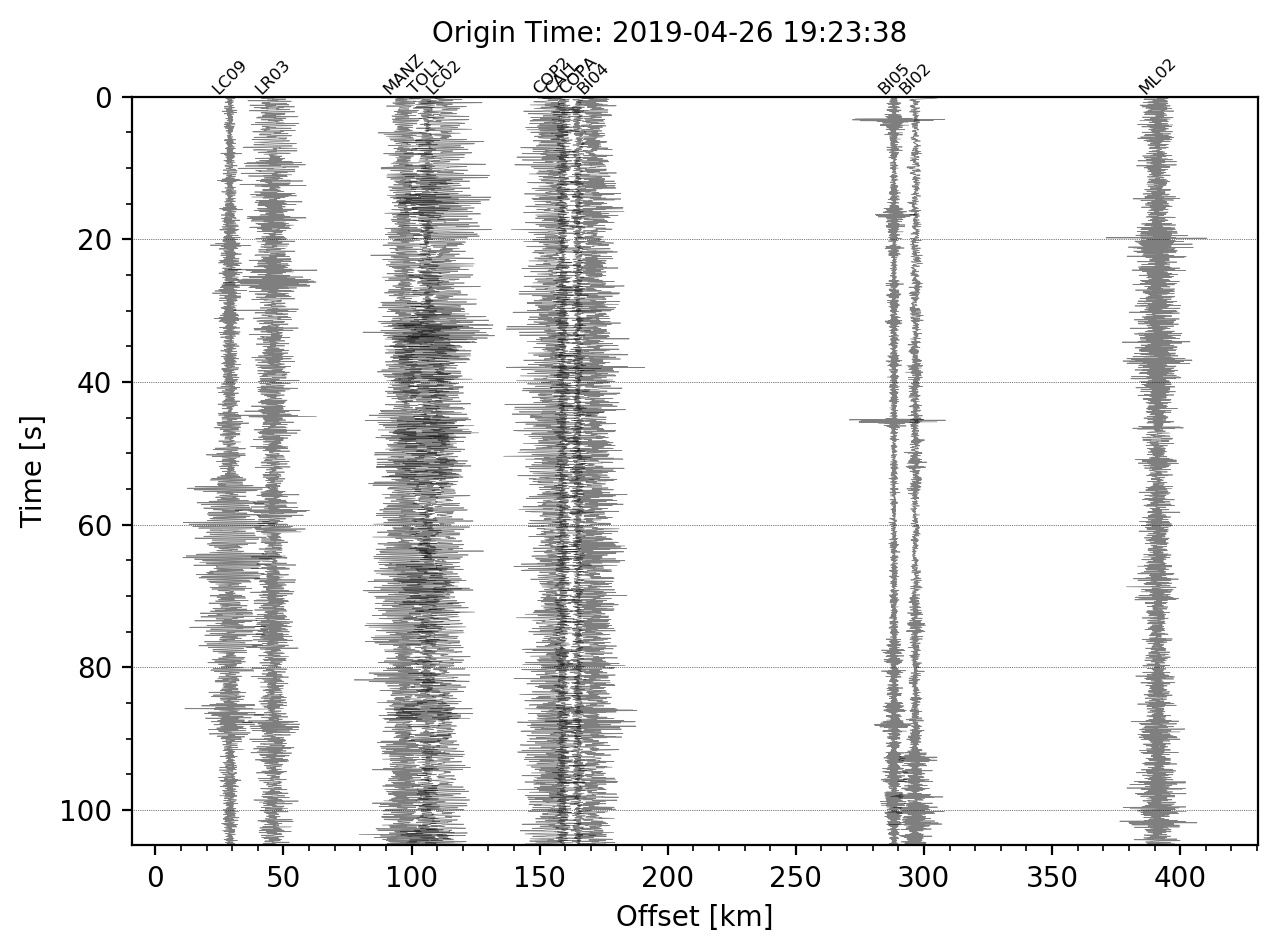 Origin Time: 2019-04-26 19:23:38
LC09 LR03 MANZ TOL1 LC02 COP2 CAL1 COPA BI04 BI05 BI02 ML02
0
20
40
60
80
100
Time [s]
0 50 100 150 200 250 300 350 400
Offset [km]